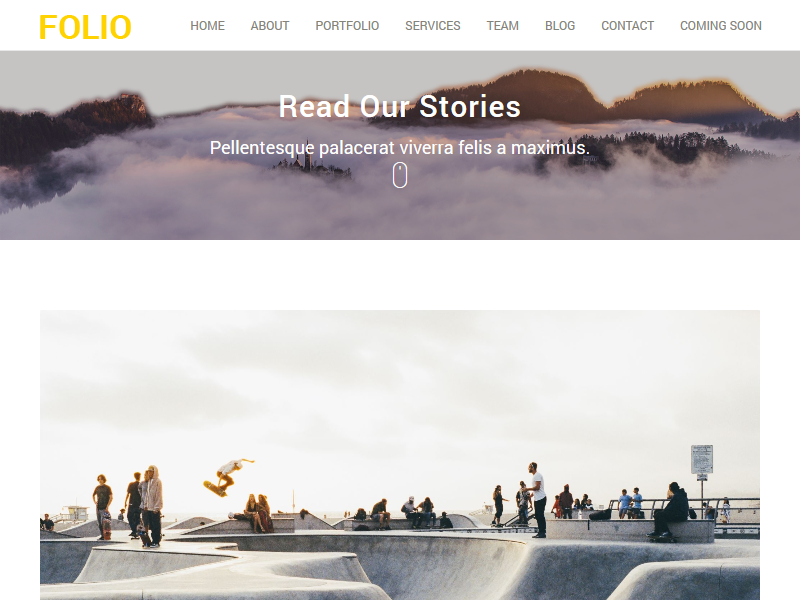 FOLIO
HOME ABOUT PORTFOLIO SERVICES TEAM BLOG CONTACT COMING SOON
Read Our Stories
Pellentesque palacerat viverra felis a maximus.